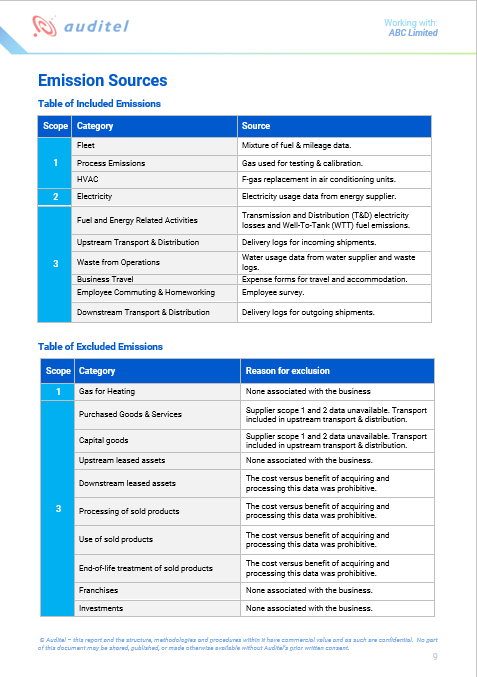 auditel
Working with:
ABC Limited
Emission Sources
Table of Included Emissions
Scope Category Source
1
Fleet Mixture of fuel & mileage data.
Process Emissions Gas used for testing & calibration.
HVAC F-gas replacement in air conditioning units.
2 Electricity Electricity usage data from energy supplier.
3
Fuel and Energy Related Activities Transmission and Distribution (T&D) electricity
losses and Well-To-Tank (WTT) fuel emissions.
Upstream Transport & Distribution Delivery logs for incoming shipments.
Waste from Operations Water usage data from water supplier and waste
logs.
Business Travel Expense forms for travel and accommodation.
Employee Commuting & Homeworking Employee survey.
Downstream Transport & Distribution Delivery logs for outgoing shipments.
Table of Excluded Emissions
Scope Category Reason for exclusion
1 Gas for Heating None associated with the business
3
Purchased Goods & Services Supplier scope 1 and 2 data unavailable. Transport
included in upstream transport & distribution.
Capital goods Supplier scope 1 and 2 data unavailable. Transport
included in upstream transport & distribution.
Upstream leased assets None associated with the business.
Downstream leased assets The cost versus benefit of acquiring and
processing this data was prohibitive.
Processing of sold products The cost versus benefit of acquiring and
processing this data was prohibitive.
Use of sold products The cost versus benefit of acquiring and
processing this data was prohibitive.
End-of-life treatment of sold products The cost versus benefit of acquiring and
processing this data was prohibitive.
Franchises None associated with the business.
Investments None associated with the business.
© Auditel – this report and the structure, methodologies and procedures within it have commercial value and as such are confidential. No part
of this document may be shared, published, or made otherwise available without Auditel's prior written consent.
9